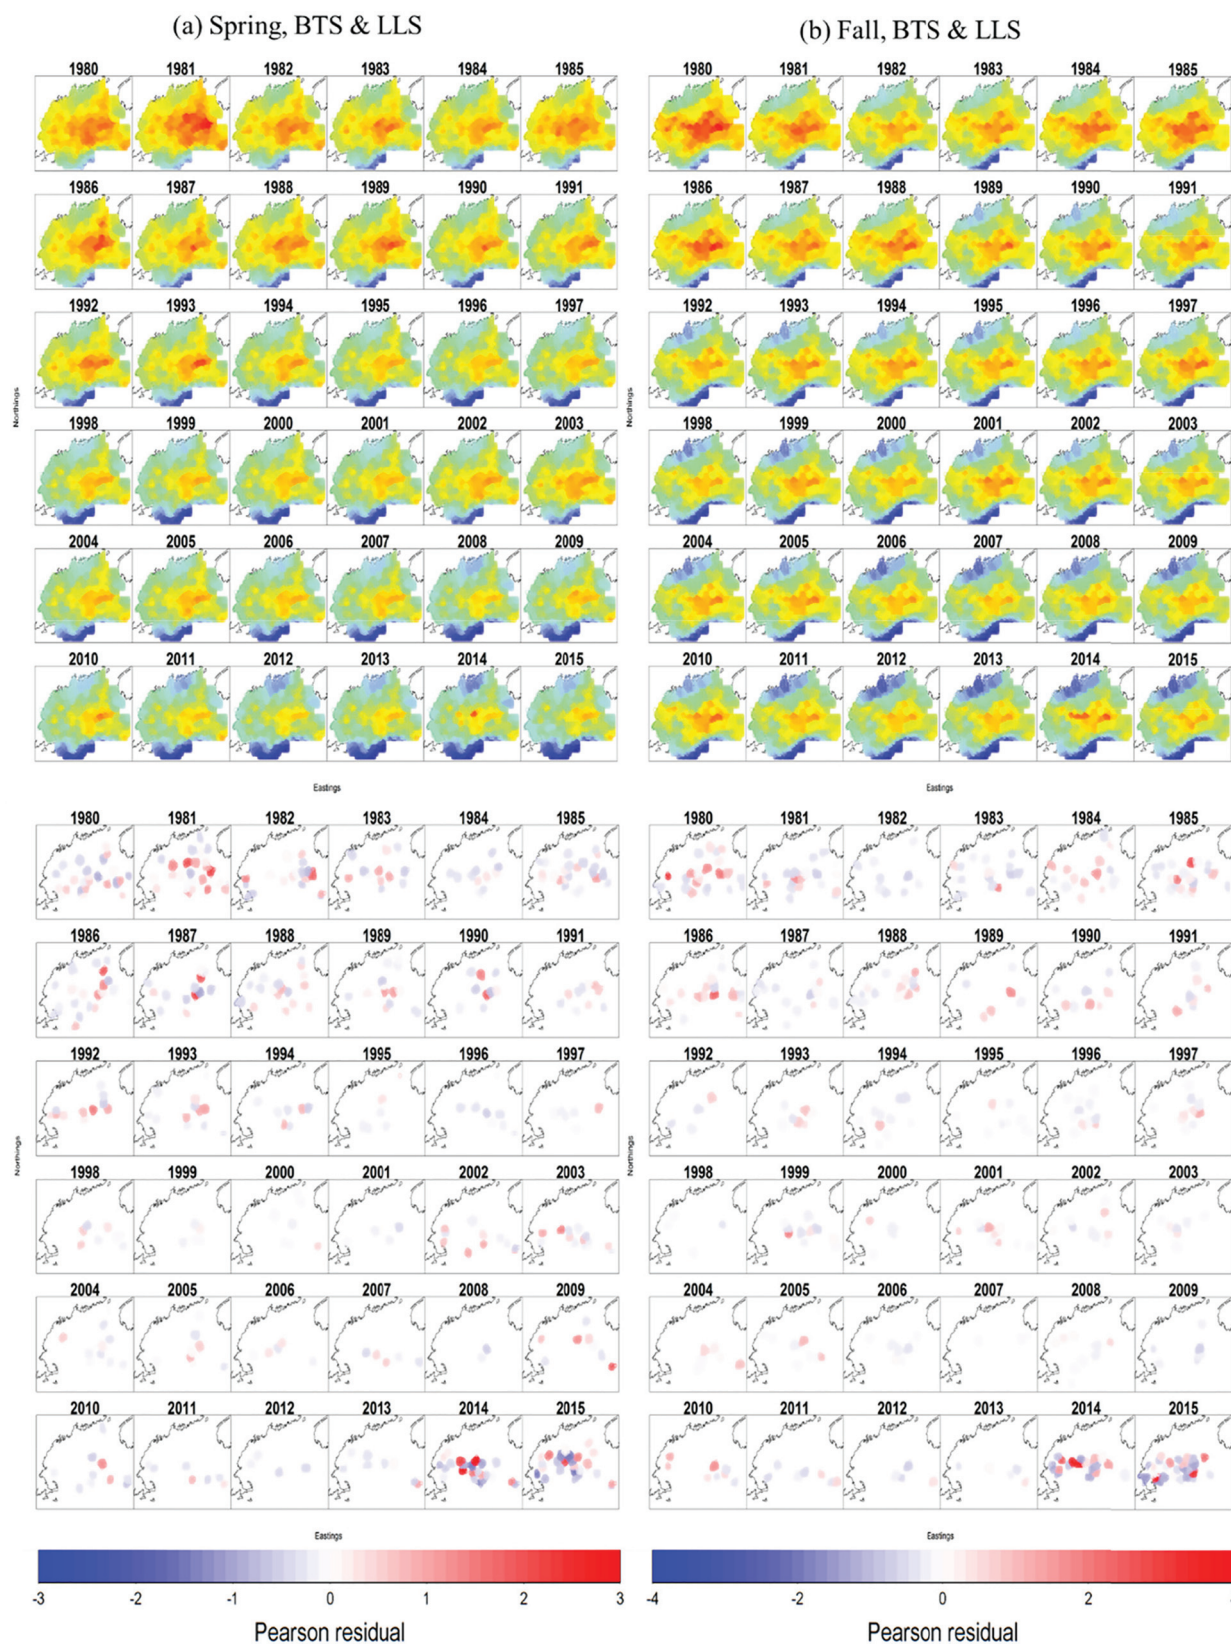 (a) Spring, BTS & LLS
1980 1981 1982 1983 1984 1985
1986 1987 1988 1989 1990 1991
1992 1993 1994 1995 1996 1997
Northings
1998 1999 2000 2001 2002 2003
2004 2005 2006 2007 2008 2009
2010 2011 2012 2013 2014 2015
Eastings
1980 1981 1982 1983 1984 1985
1986 1987 1988 1989 1990 1991
1992 1993 1994 1995 1996 1997
Northings
1998 1999 2000 2001 2002 2003
2004 2005 2006 2007 2008 2009
2010 2011 2012 2013 2014 2015
Eastings
-3 -2 -1 0 1 2 3
Pearson residual
(b) Fall, BTS & LLS
1980 1981 1982 1983 1984 1985
1986 1987 1988 1989 1990 1991
1992 1993 1994 1995 1996 1997
Northings
1998 1999 2000 2001 2002 2003
2004 2005 2006 2007 2008 2009
2010 2011 2012 2013 2014 2015
Eastings
1980 1981 1982 1983 1984 1985
1986 1987 1988 1989 1990 1991
1992 1993 1994 1995 1996 1997
Northings
1998 1999 2000 2001 2002 2003
2004 2005 2006 2007 2008 2009
2010 2011 2012 2013 2014 2015
Eastings
-4 -2 0 2
Pearson residual